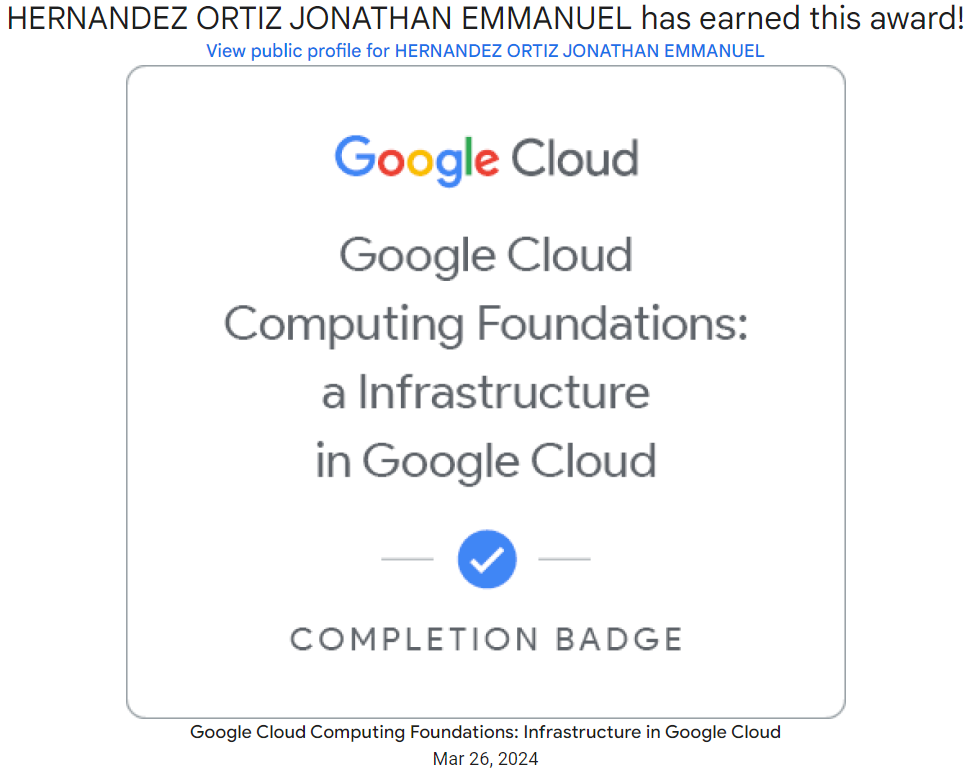 HERNANDEZ ORTIZ JONATHAN EMMANUEL has earned this award!
View public profile for HERNANDEZ ORTIZ JONATHAN EMMANUEL
Google Cloud
Google Cloud
Computing Foundations:
a Infrastructure
in Google Cloud
COMPLETION BADGE
Google Cloud Computing Foundations: Infrastructure in Google Cloud
Mar 26, 2024